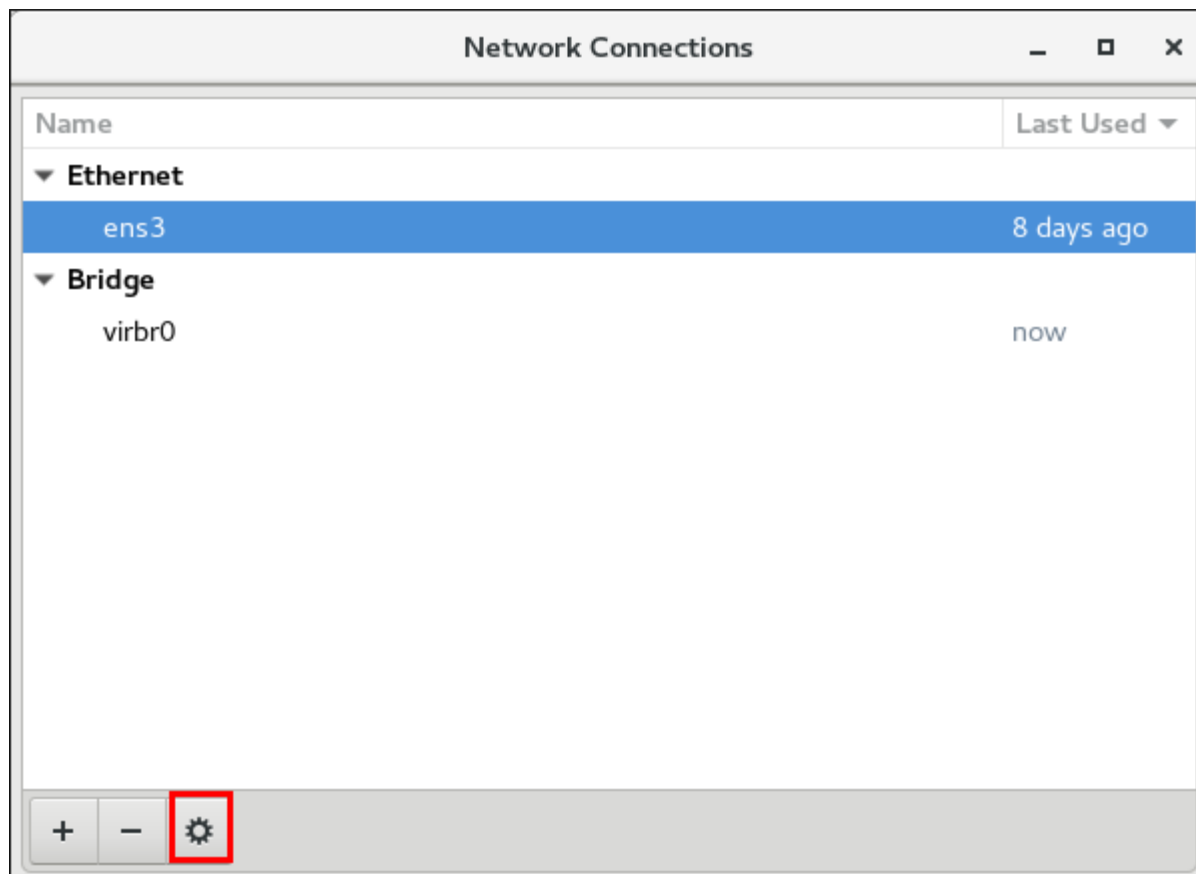 Network Connections
Name Last Used
Ethernet
ens3 8 days ago
Bridge
virbr0 now